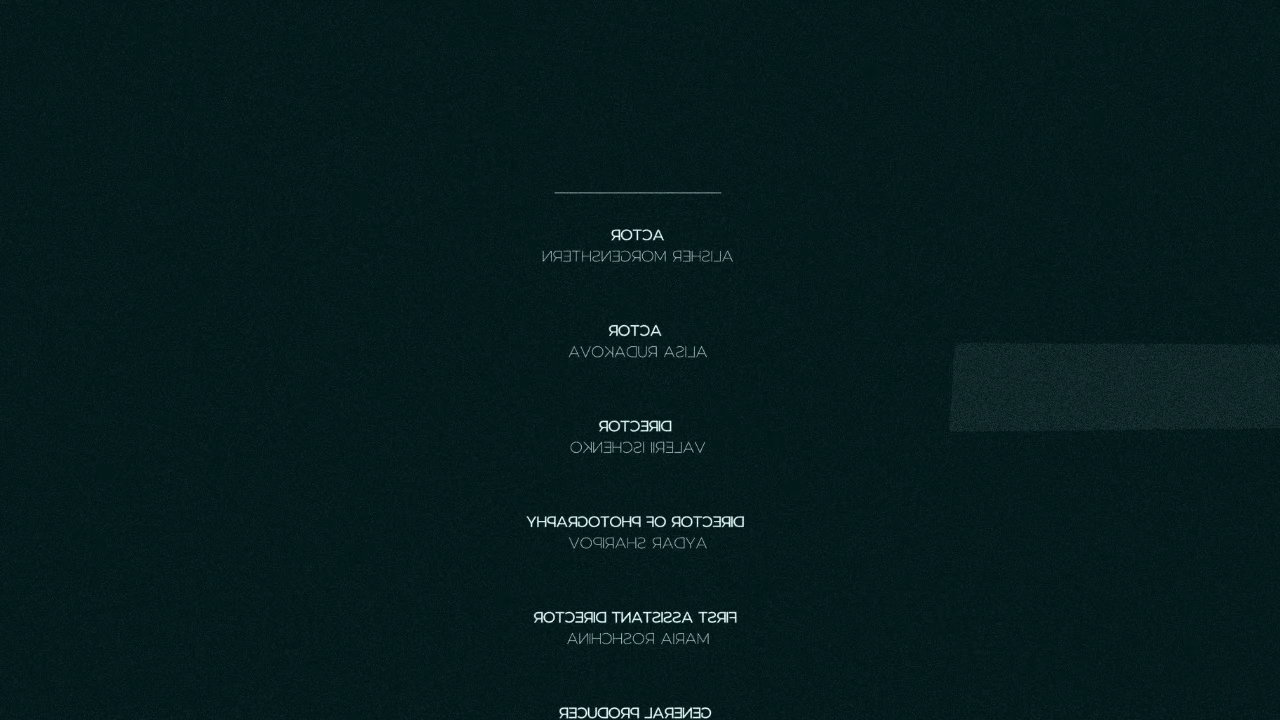 ACTOR
ALISHER MORGENSHTERN
ACTOR
ALISA RUDAKOVA
DIRECTOR
VALERII ISCHENKO
DIRECTOR OF PHOTOGRAPHY
AYDAR SHARIPOV
FIRST ASSISTANT DIRECTOR
MARIA ROSHCHINA
GENERAL PRODUCER